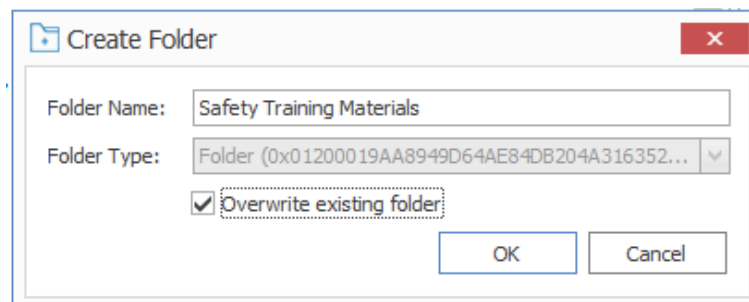 Create Folder
Folder Name: Safety Training Materials
Folder Type: Folder (0x01200019AA8949D64AE84DB204A316352...
Overwrite existing folder
OK Cancel